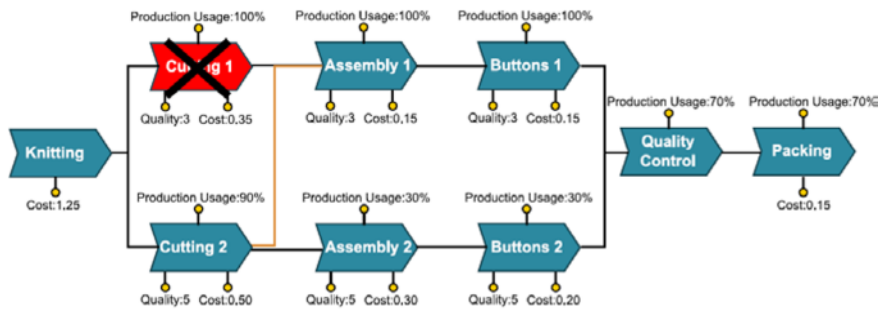 Production Usage:100%
Production Usage:100%
Production Usage:100%
Cutting 1
Assembly 1
Buttons 1
Quality:3
Cost:0,35
Quality:3
Cost:0,15
Quality:3
Cost:0.15
Production Usage:70%
Production Usage:70%
Knitting
Quality
Control
Packing
Cost:1,25
Cost:0,15
Production Usage:90%
Production Usage:30%
Production Usage:30%
Cutting 2
Assembly 2
Buttons 2
Quality:5
Cost:0,50
Quality:5
Cost:0,30
Quality:5
Cost:0,20